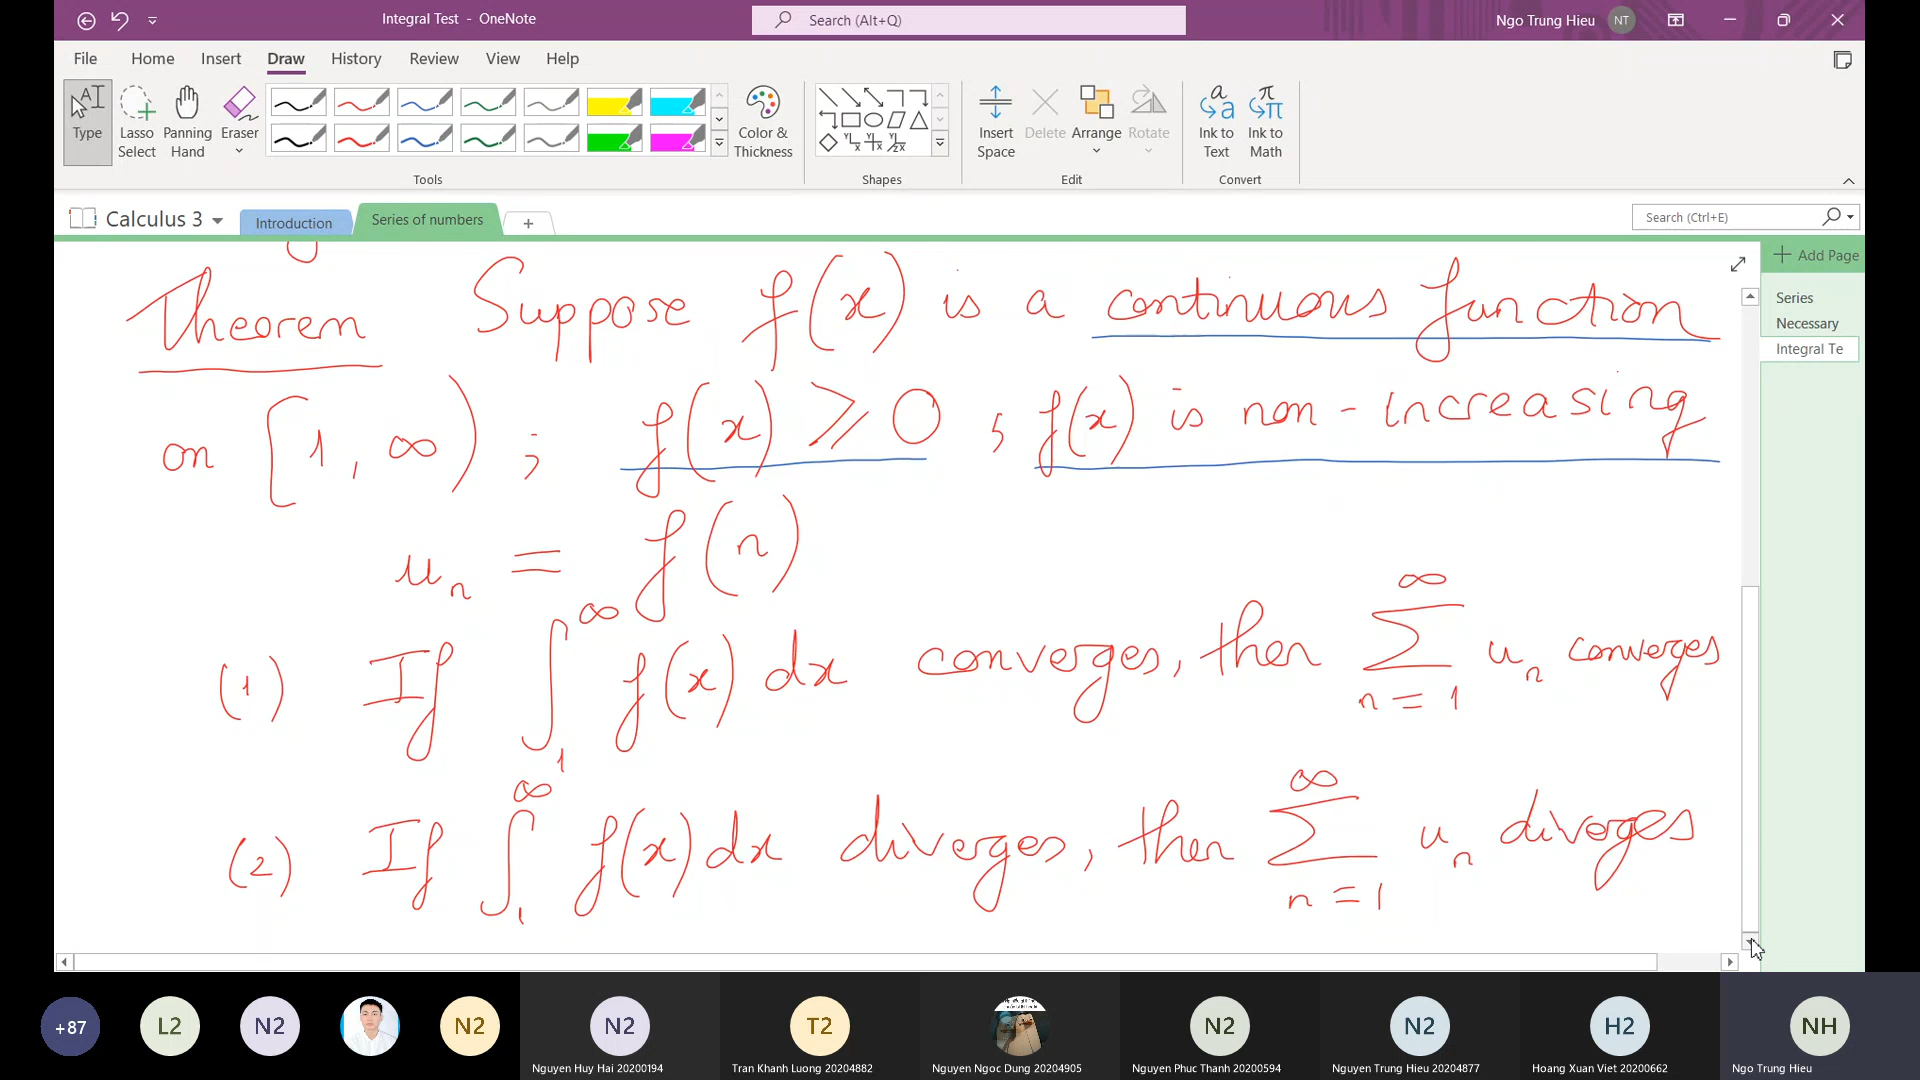 Integral Test - OneNote
Search (Alt+Q)
Ngo Trung Hieu NT
File Home Insert Draw History Review View Help
Type
Lasso Select
Panning Hand
Eraser
Color & Thickness
Insert Space
Delete
Arrange
Rotate
Ink to Text
Ink to Math
Tools Shapes Edit Convert
Calculus 3 Introduction Series of numbers +
Search (Ctrl+E)
Add Page
Series
Necessary
Integral Te
Theorem Suppose f(x) is a continuous function
on [1, ∞) ; f(x) ⩾ 0 ; f(x) is non-increasing
u_n = f(n)
(1) If ∫_1^∞ f(x) dx converges, then ∑_{n=1}^∞ u_n converges
(2) If ∫_1^∞ f(x) dx diverges, then ∑_{n=1}^∞ u_n diverges
+87 L2 N2 N2 N2 T2 N2 N2 H2 NH
Nguyen Huy Hai 20200194
Tran Khanh Luong 20204882
Nguyen Ngoc Dung 20204905
Nguyen Phuc Thanh 20200594
Nguyen Trung Hieu 20204877
Hoang Xuan Viet 20200662
Ngo Trung Hieu